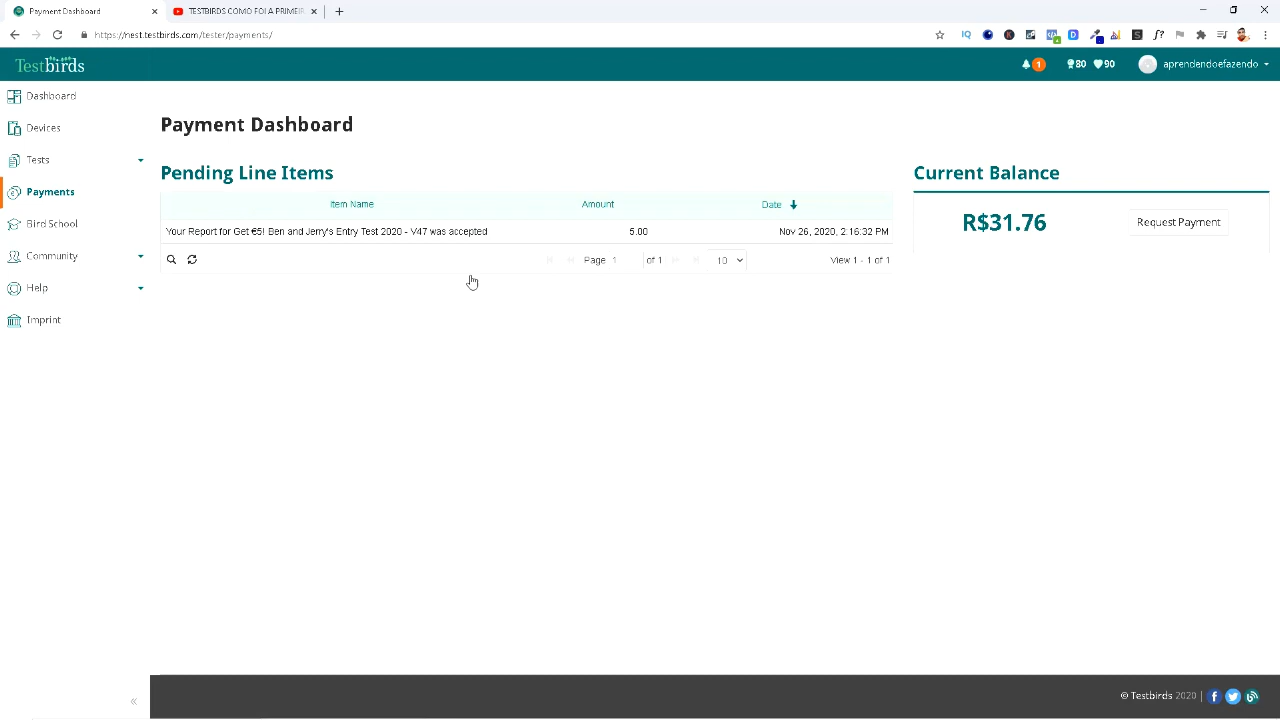 Payment Dashboard
TESTBIRDS COMO FOI A PRIMEIR
https://nest.testbirds.com/tester/payments/
Testbirds
1
80
90
aprendendoefazendo
Dashboard
Devices
Tests
Payments
Bird School
Community
Help
Imprint
Payment Dashboard
Pending Line Items
Item Name Amount Date
Your Report for Get €5! Ben and Jerry's Entry Test 2020 - V47 was accepted 5.00 Nov 26, 2020, 2:16:32 PM
Page 1 of 1 10 View 1 - 1 of 1
Current Balance
R$31.76 Request Payment
© Testbirds 2020 |